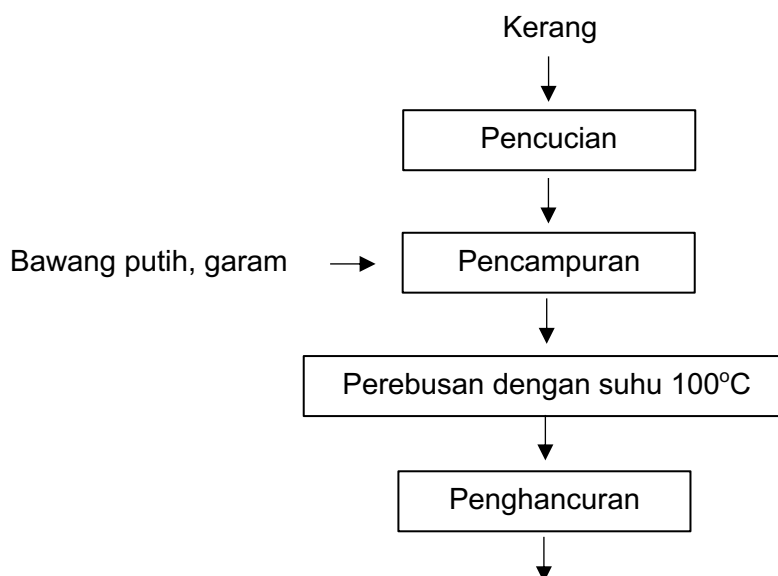 Kerang
Pencucian
Bawang putih, garam
Pencampuran
Perebusan dengan suhu 100°C
Penghancuran